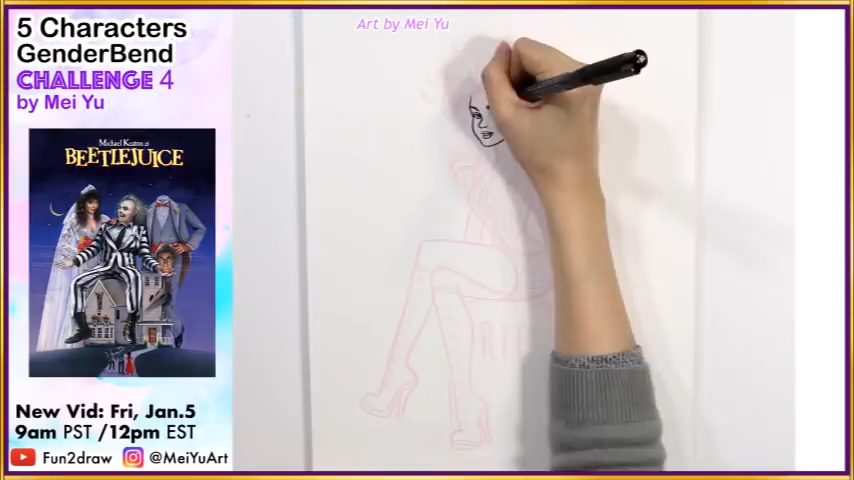 5 Characters
GenderBend
CHALLENGE 4
by Mei Yu
Art by Mei Yu
Michael Keaton is
BEETLEJUICE
New Vid: Fri, Jan.5
9am PST /12pm EST
Fun2draw
@MeiYuArt